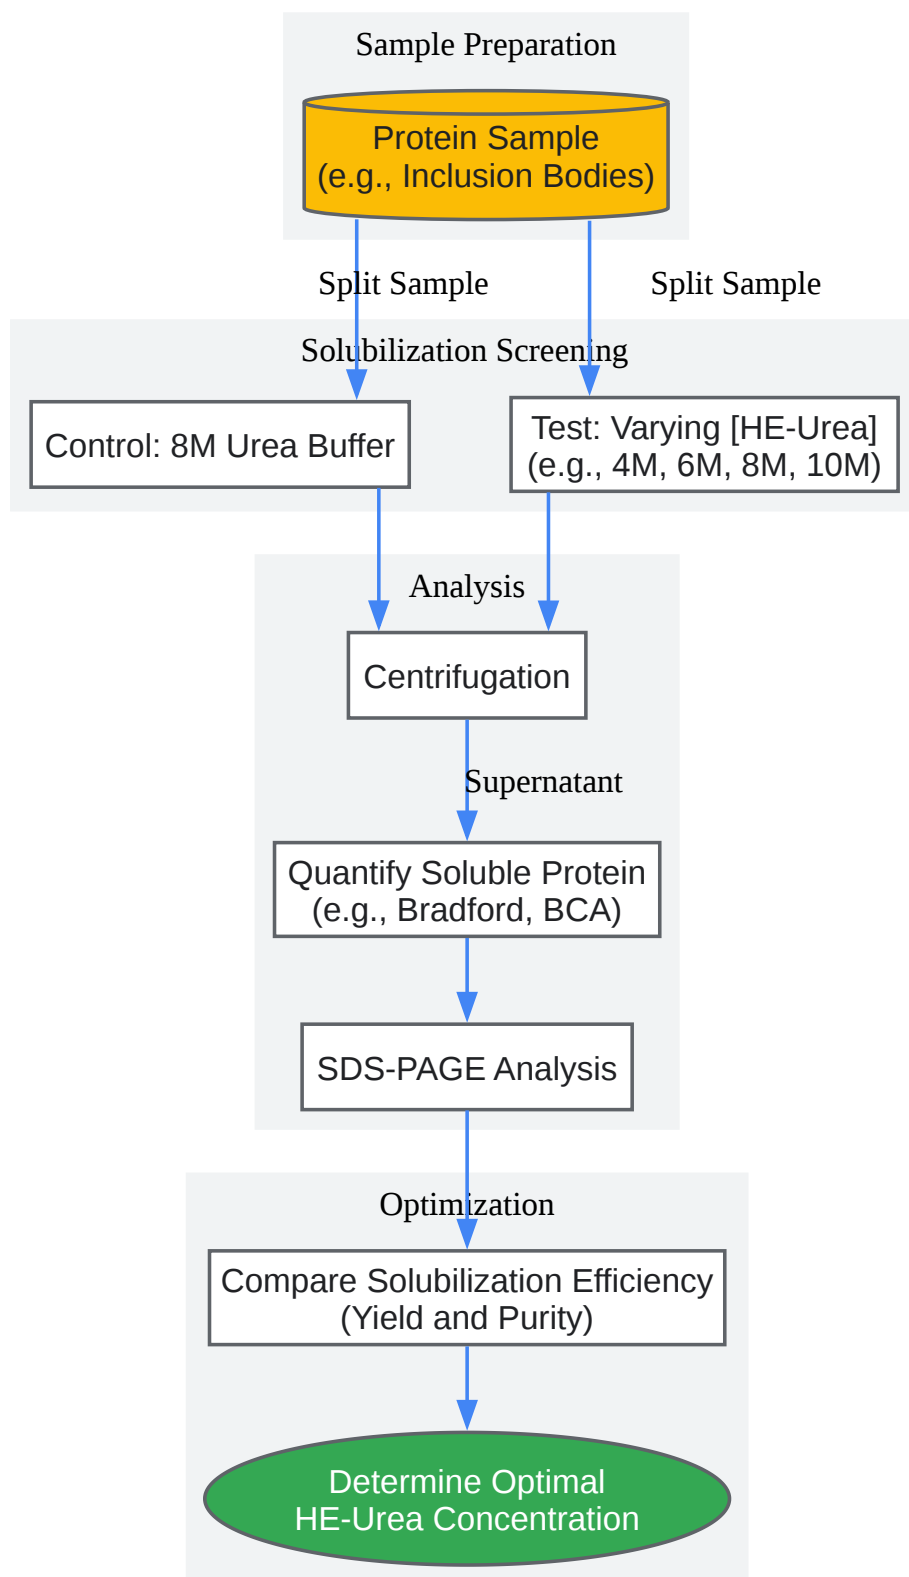 Sample Preparation
Protein Sample
(e.g., Inclusion Bodies)
Split Sample
Split Sample
Solubilization Screening
Control: 8M Urea Buffer
Test: Varying [HE-Urea]
(e.g., 4M, 6M, 8M, 10M)
Analysis
Centrifugation
Supernatant
Quantify Soluble Protein
(e.g., Bradford, BCA)
SDS-PAGE Analysis
Optimization
Compare Solubilization Efficiency
(Yield and Purity)
Determine Optimal
HE-Urea Concentration